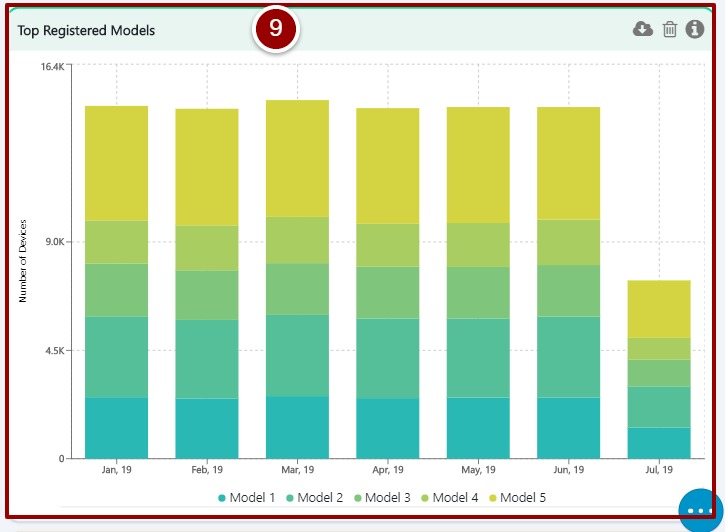 Top Registered Models
9
16.4K
9.0K
4.5K
0
Number of Devices
Jan, 19 Feb, 19 Mar, 19 Apr, 19 May, 19 Jun, 19 Jul, 19
Model 1 Model 2 Model 3 Model 4 Model 5